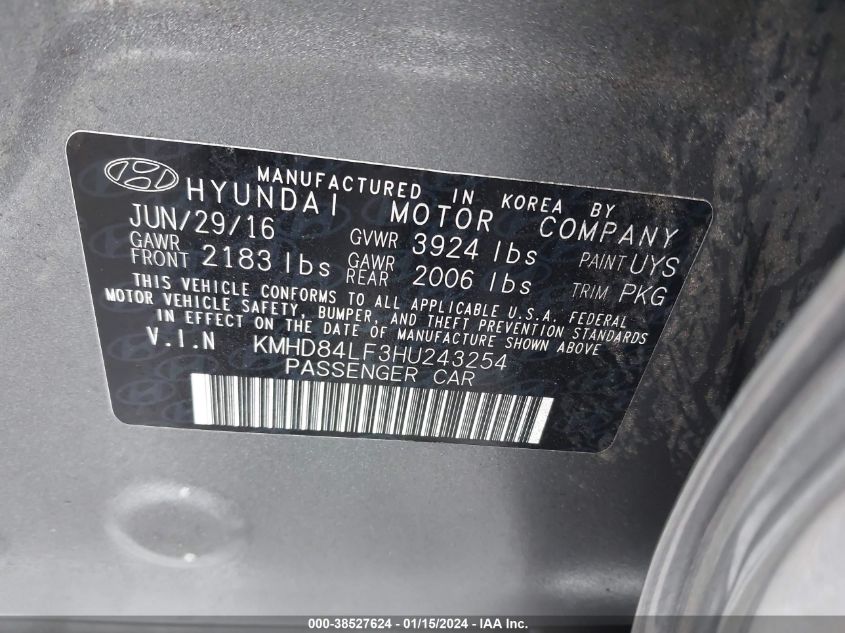 MANUFACTURED IN KOREA BY
HYUNDAI MOTOR COMPANY
JUN/29/16 GVWR 3924 lbs PAINT UYS
GAWR FRONT 2183 lbs GAWR REAR 2006 lbs TRIM PKG
THIS VEHICLE CONFORMS TO ALL APPLICABLE U.S.A. FEDERAL
MOTOR VEHICLE SAFETY, BUMPER, AND THEFT PREVENTION STANDARDS
IN EFFECT ON THE DATE OF MANUFACTURE SHOWN ABOVE
V.I.N KMHD84LF3HU243254
PASSENGER CAR
000-38527624 - 01/15/2024 - IAA Inc.